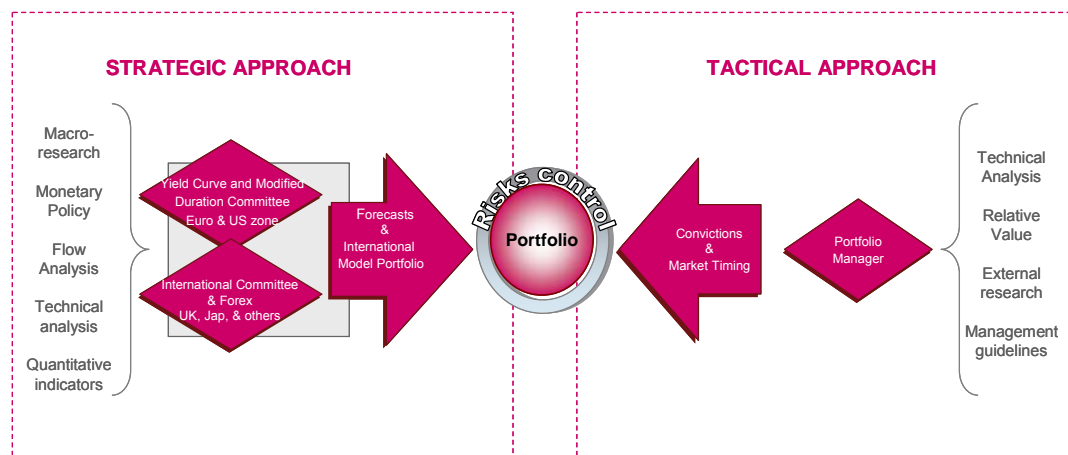 STRATEGIC APPROACH
Macro-
research
Monetary
Policy
Flow
Analysis
Technical
analysis
Quantitative
indicators
Yield Curve and Modified
Duration Committee
Euro & US zone
International Committee
& Forex
UK, Jap, & others
Forecasts
&
International
Model Portfolio
Risks control
Portfolio
TACTICAL APPROACH
Convictions
&
Market Timing
Portfolio
Manager
Technical
Analysis
Relative
Value
External
research
Management
guidelines